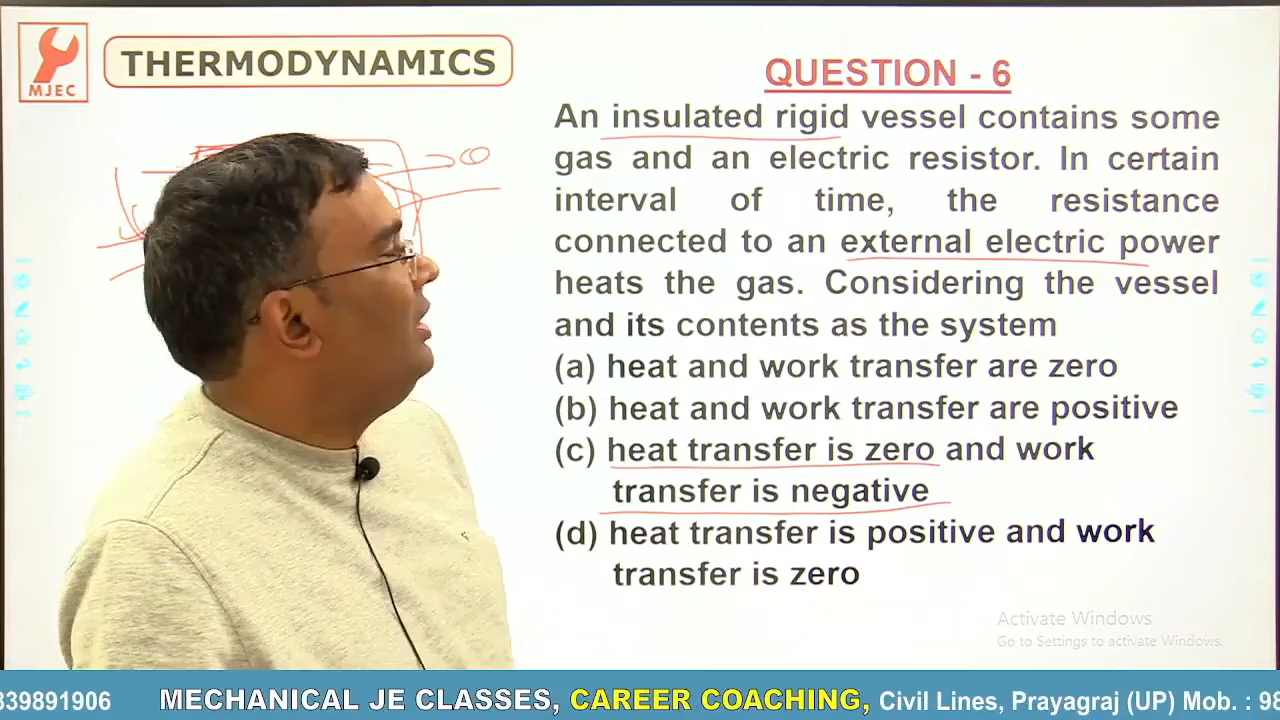 MJEC
THERMODYNAMICS
QUESTION - 6
An insulated rigid vessel contains some
gas and an electric resistor. In certain
interval of time, the resistance
connected to an external electric power
heats the gas. Considering the vessel
and its contents as the system
(a) heat and work transfer are zero
(b) heat and work transfer are positive
(c) heat transfer is zero and work
transfer is negative
(d) heat transfer is positive and work
transfer is zero
Activate Windows
Go to Settings to activate Windows.
839891906 MECHANICAL JE CLASSES, CAREER COACHING, Civil Lines, Prayagraj (UP) Mob. : 98